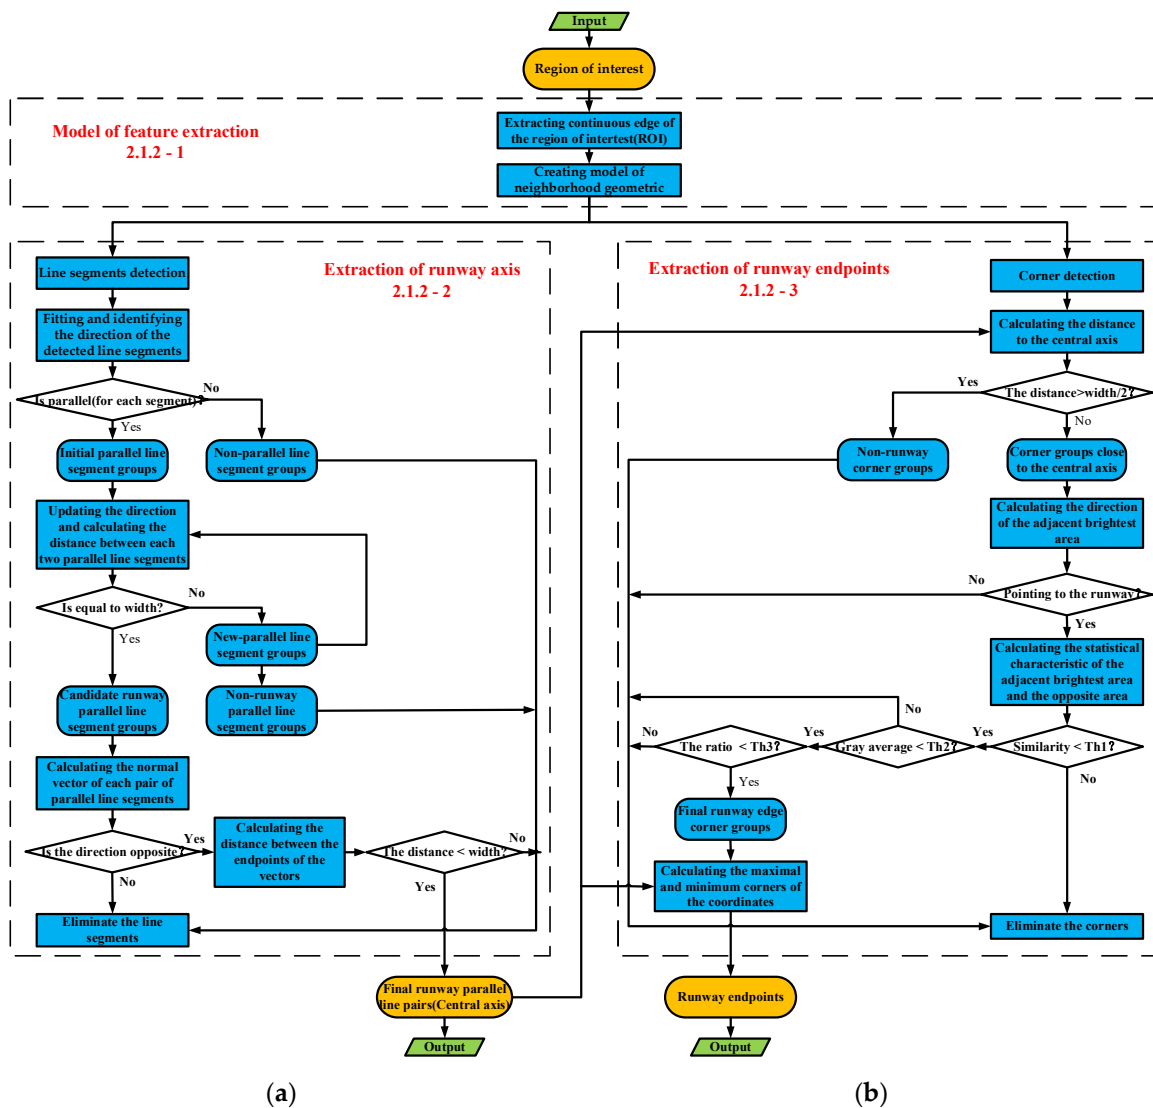 Input
Region of interest
Model of feature extraction
2.1.2 - 1
Extracting continuous edge of
the region of intertest(ROI)
Creating model of
neighborhood geometric
Extraction of runway axis
2.1.2 - 2
Line segments detection
Fitting and identifying
the direction of the
detected line segments
Is parallel(for each segment)?
No
Yes
Initial parallel line
segment groups
Non-parallel line
segment groups
Updating the direction
and calculating the
distance between each
two parallel line segments
Is equal to width?
No
Yes
New-parallel line
segment groups
Candidate runway
parallel line
segment groups
Non-runway
parallel line
segment groups
Calculating the normal
vector of each pair of
parallel line segments
Is the direction opposite?
Yes
No
Calculating the
distance between the
endpoints of the
vectors
The distance < width?
No
Yes
Eliminate the line
segments
Final runway parallel
line pairs(Central axis)
Output
Extraction of runway endpoints
2.1.2 - 3
Corner detection
Calculating the distance
to the central axis
The distance>width/2?
Yes
No
Non-runway
corner groups
Corner groups close
to the central axis
Calculating the direction
of the adjacent brightest
area
Pointing to the runway?
No
Yes
Calculating the statistical
characteristic of the
adjacent brightest area
and the opposite area
Similarity < Th1?
Yes
No
Gray average < Th2?
No
Yes
The ratio < Th3?
No
Yes
Final runway edge
corner groups
Calculating the maximal
and minimum corners of
the coordinates
Eliminate the corners
Runway endpoints
Output
(a)
(b)